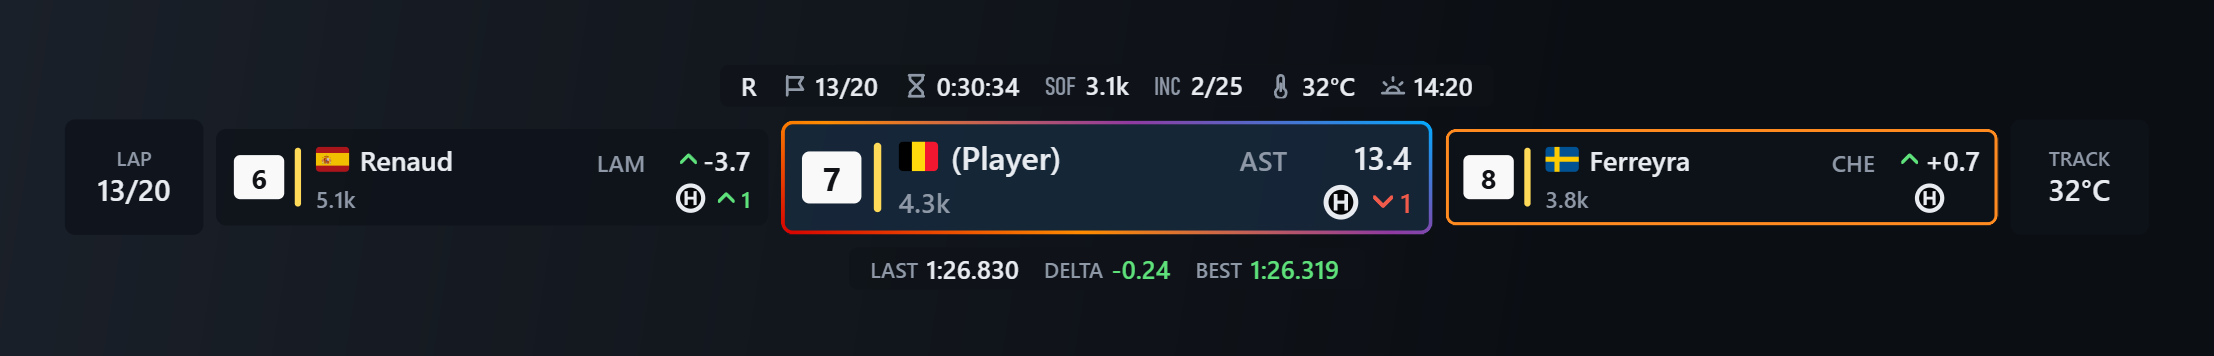 R 13/20 0:30:34 SOF 3.1k INC 2/25 32°C 14:20
LAP
13/20
6 Renaud LAM -3.7
5.1k H 1
7 (Player) AST 13.4
4.3k H 1
8 Ferreyra CHE +0.7
3.8k H
TRACK
32°C
LAST 1:26.830 DELTA -0.24 BEST 1:26.319